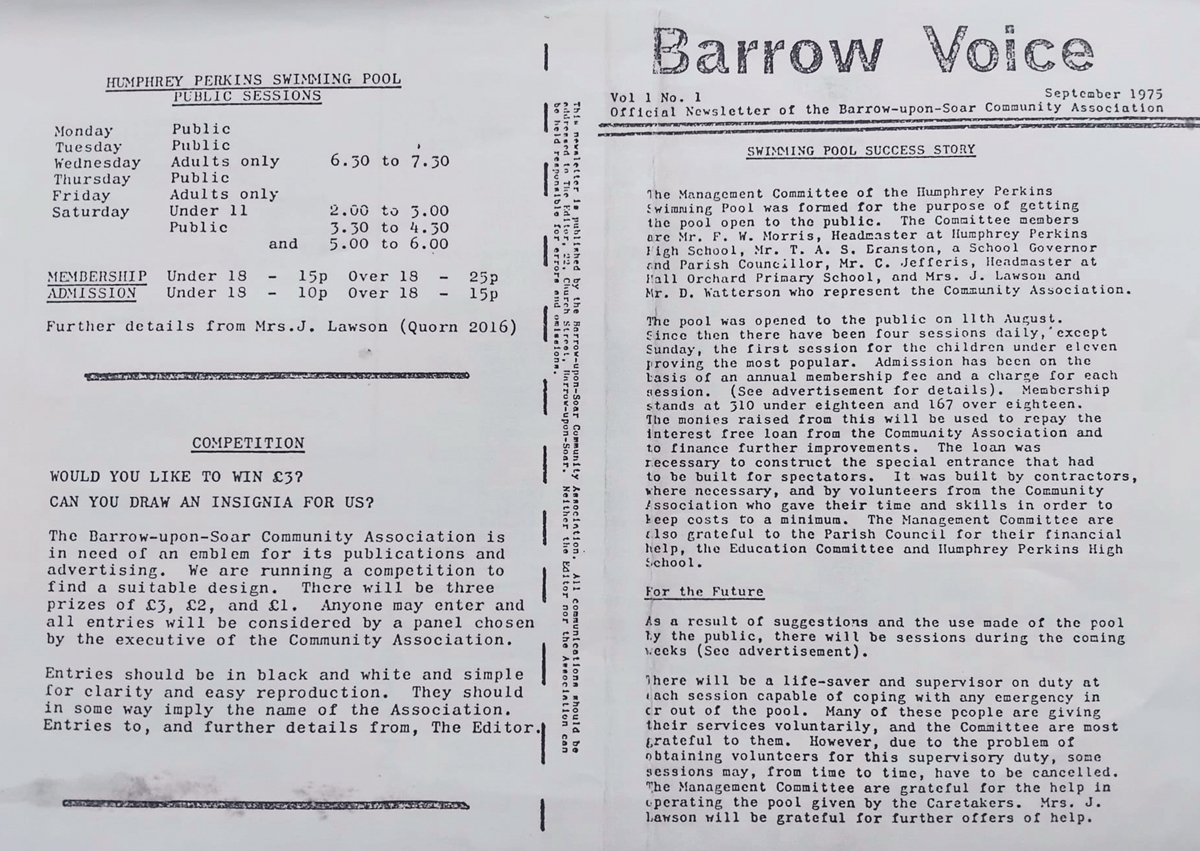 HUMPHREY PERKINS SWIMMING POOL
PUBLIC SESSIONS
Monday Public
Tuesday Public
Wednesday Adults only 6.30 to 7.30
Thursday Public
Friday Adults only
Saturday Under 11 2.00 to 3.00
Public 3.30 to 4.30
and 5.00 to 6.00
MEMBERSHIP Under 18 - 15p Over 18 - 25p
ADMISSION Under 18 - 10p Over 18 - 15p
Further details from Mrs.J. Lawson (Quorn 2016)
COMPETITION
WOULD YOU LIKE TO WIN £3?
CAN YOU DRAW AN INSIGNIA FOR US?
The Barrow-upon-Soar Community Association is
in need of an emblem for its publications and
advertising. We are running a competition to
find a suitable design. There will be three
prizes of £3, £2, and £1. Anyone may enter and
all entries will be considered by a panel chosen
by the executive of the Community Association.
Entries should be in black and white and simple
for clarity and easy reproduction. They should
in some way imply the name of the Association.
Entries to, and further details from, The Editor.
This newsletter is published by the Barrow-upon-Soar Community Association. All communications should be
addressed to The Editor, 22, Church Street, Barrow-upon-Soar. Neither the Editor nor the Association can
be held responsible for errors and omissions.
Barrow Voice
Vol 1 No. 1 September 1975
Official Newsletter of the Barrow-upon-Soar Community Association
SWIMMING POOL SUCCESS STORY
The Management Committee of the Humphrey Perkins
Swimming Pool was formed for the purpose of getting
the pool open to the public. The Committee members
are Mr. F. W. Morris, Headmaster at Humphrey Perkins
High School, Mr. T. A. S. Branston, a School Governor
and Parish Councillor, Mr. C. Jefferis, Headmaster at
Hall Orchard Primary School, and Mrs. J. Lawson and
Mr. D. Watterson who represent the Community Association.
The pool was opened to the public on 11th August.
Since then there have been four sessions daily, except
Sunday, the first session for the children under eleven
proving the most popular. Admission has been on the
basis of an annual membership fee and a charge for each
session. (See advertisement for details). Membership
stands at 310 under eighteen and 167 over eighteen.
The monies raised from this will be used to repay the
interest free loan from the Community Association and
to finance further improvements. The loan was
necessary to construct the special entrance that had
to be built for spectators. It was built by contractors,
where necessary, and by volunteers from the Community
Association who gave their time and skills in order to
keep costs to a minimum. The Management Committee are
also grateful to the Parish Council for their financial
help, the Education Committee and Humphrey Perkins High
School.
For the Future
As a result of suggestions and the use made of the pool
by the public, there will be sessions during the coming
weeks (See advertisement).
There will be a life-saver and supervisor on duty at
each session capable of coping with any emergency in
or out of the pool. Many of these people are giving
their services voluntarily, and the Committee are most
grateful to them. However, due to the problem of
obtaining volunteers for this supervisory duty, some
sessions may, from time to time, have to be cancelled.
The Management Committee are grateful for the help in
operating the pool given by the Caretakers. Mrs. J.
Lawson will be grateful for further offers of help.